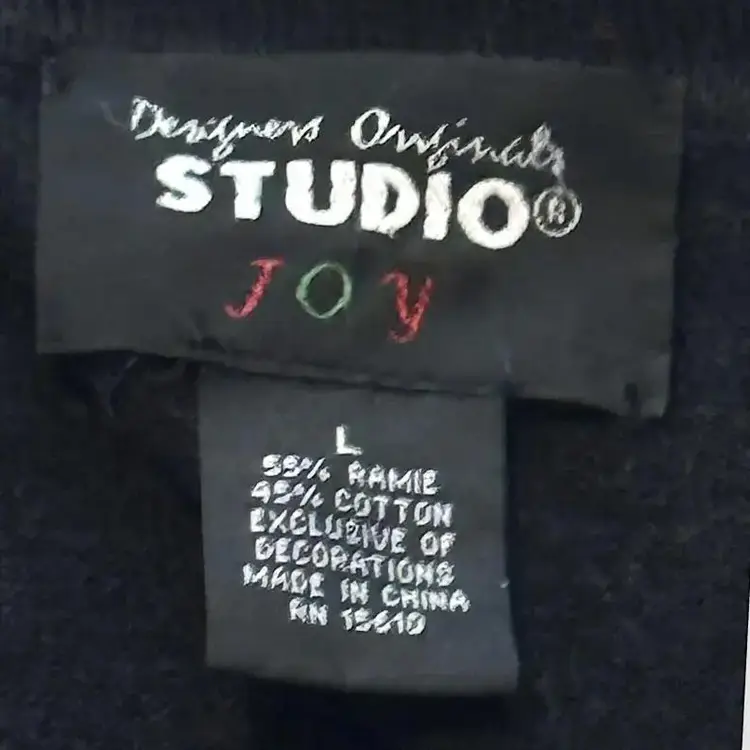 Designers Originals
STUDIO®
JOY
L
55% RAMIE
45% COTTON
EXCLUSIVE OF
DECORATIONS
MADE IN CHINA
RN 15610